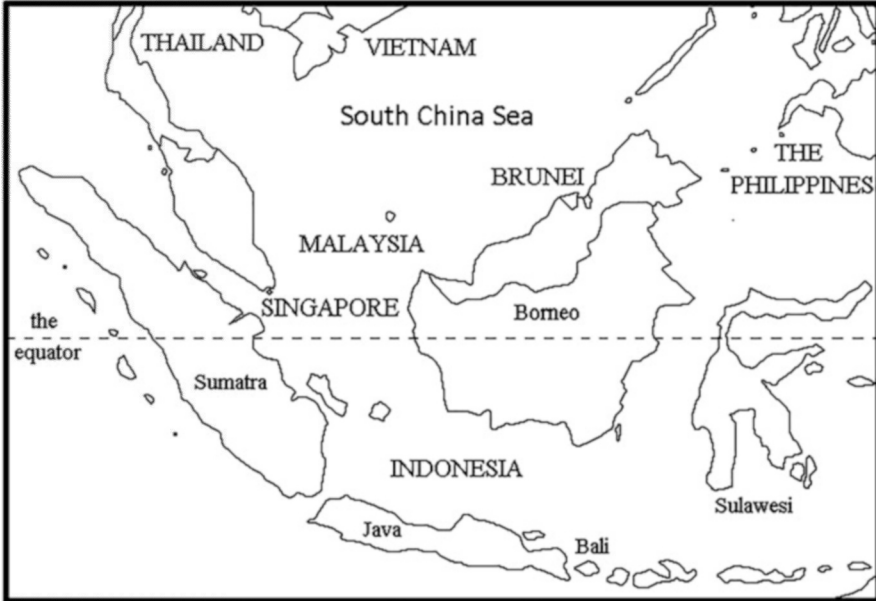 THAILAND
VIETNAM
South China Sea
THE
PHILIPPINES
BRUNEI
MALAYSIA
SINGAPORE
Borneo
the
equator
Sumatra
INDONESIA
Sulawesi
Java
Bali